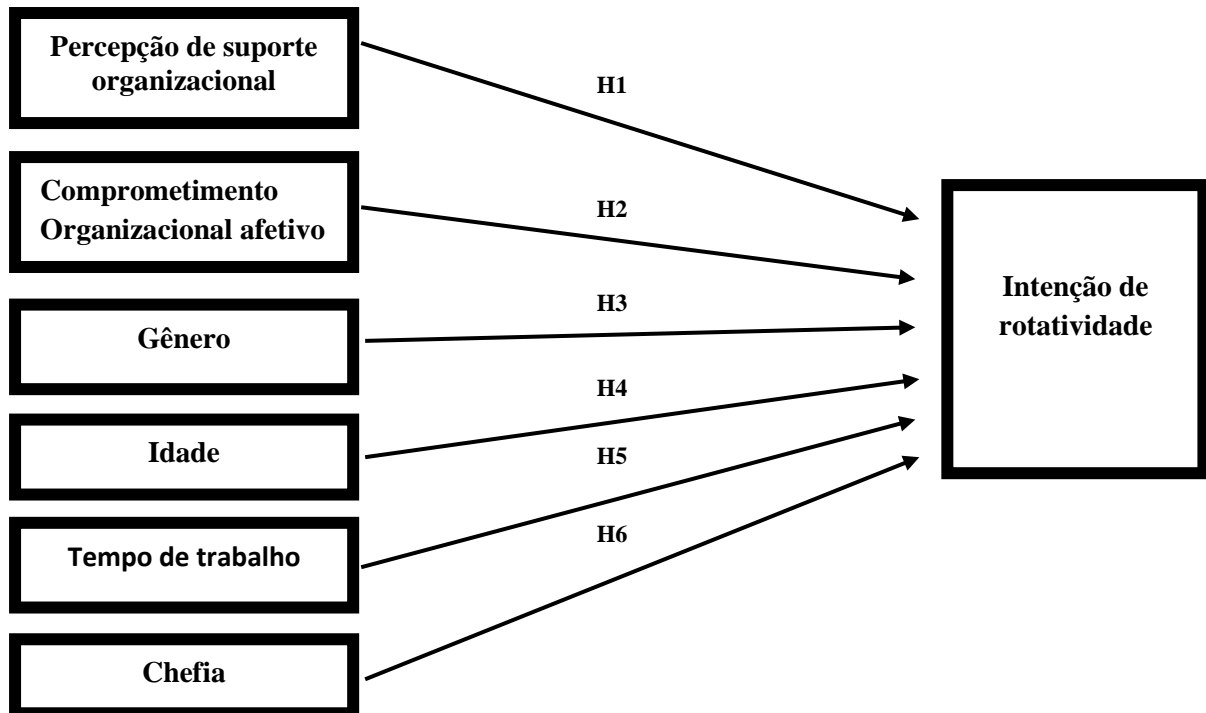 Percepção de suporte
organizacional
H1
Comprometimento
Organizacional afetivo
H2
Gênero
H3
Idade
H4
Tempo de trabalho
H5
Chefia
H6
Intenção de
rotatividade